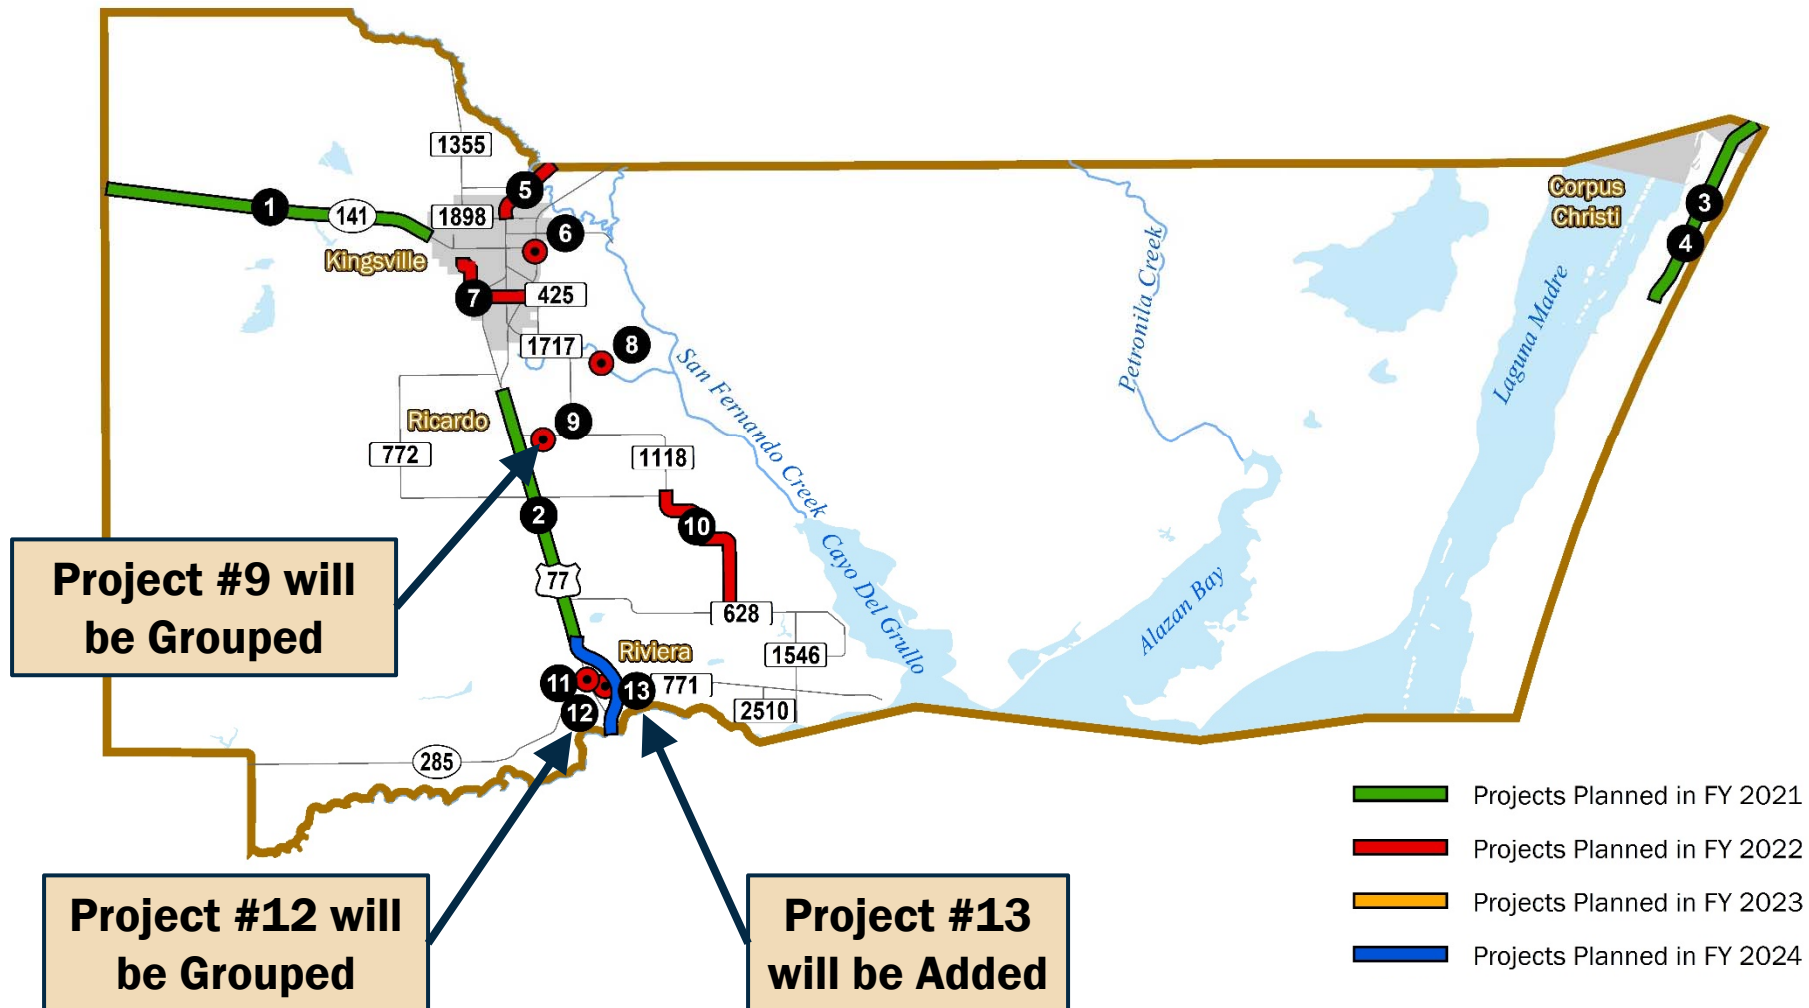 1355
5
1
141
1898
6
Kingsville
7
425
1717
8
Ricardo
9
772
1118
2
10
77
628
Riviera
1546
11
13
771
12
2510
285
San Fernando Creek
Cayo Del Grullo
Petronila Creek
Alazan Bay
Laguna Madre
Corpus
Christi
3
4
Project #9 will
be Grouped
Project #12 will
be Grouped
Project #13
will be Added
Projects Planned in FY 2021
Projects Planned in FY 2022
Projects Planned in FY 2023
Projects Planned in FY 2024